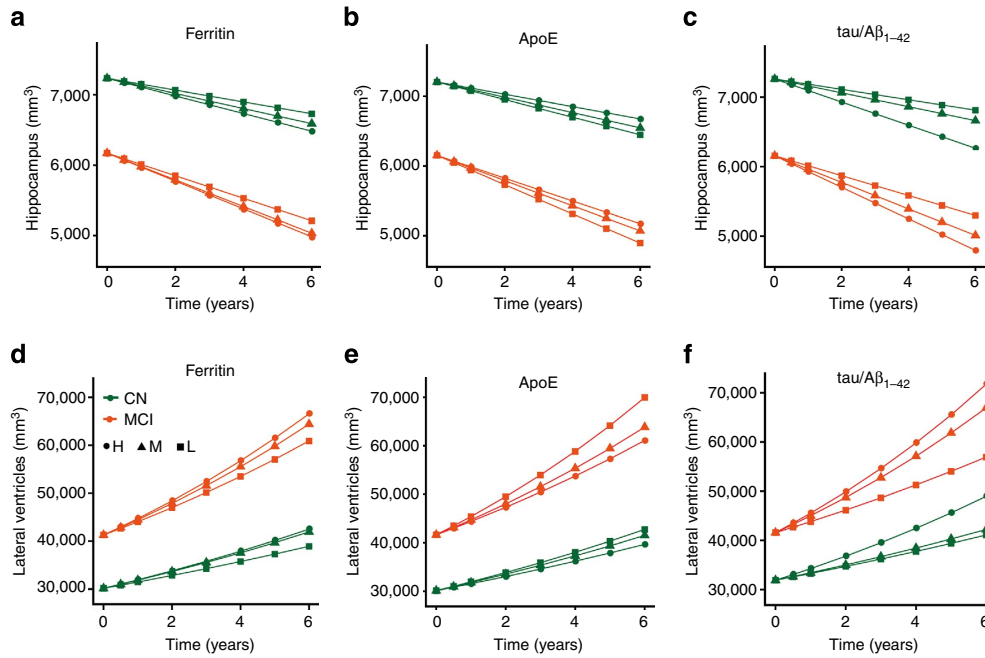 a
Ferritin
Hippocampus (mm³)
7,000
6,000
5,000
0 2 4 6
Time (years)
b
ApoE
Hippocampus (mm³)
7,000
6,000
5,000
0 2 4 6
Time (years)
c
tau/Aβ₁₋₄₂
Hippocampus (mm³)
7,000
6,000
5,000
0 2 4 6
Time (years)
d
Ferritin
Lateral ventricles (mm³)
70,000
60,000
50,000
40,000
30,000
CN
MCI
H M L
0 2 4 6
Time (years)
e
ApoE
Lateral ventricles (mm³)
70,000
60,000
50,000
40,000
30,000
0 2 4 6
Time (years)
f
tau/Aβ₁₋₄₂
Lateral ventricles (mm³)
70,000
60,000
50,000
40,000
30,000
0 2 4 6
Time (years)